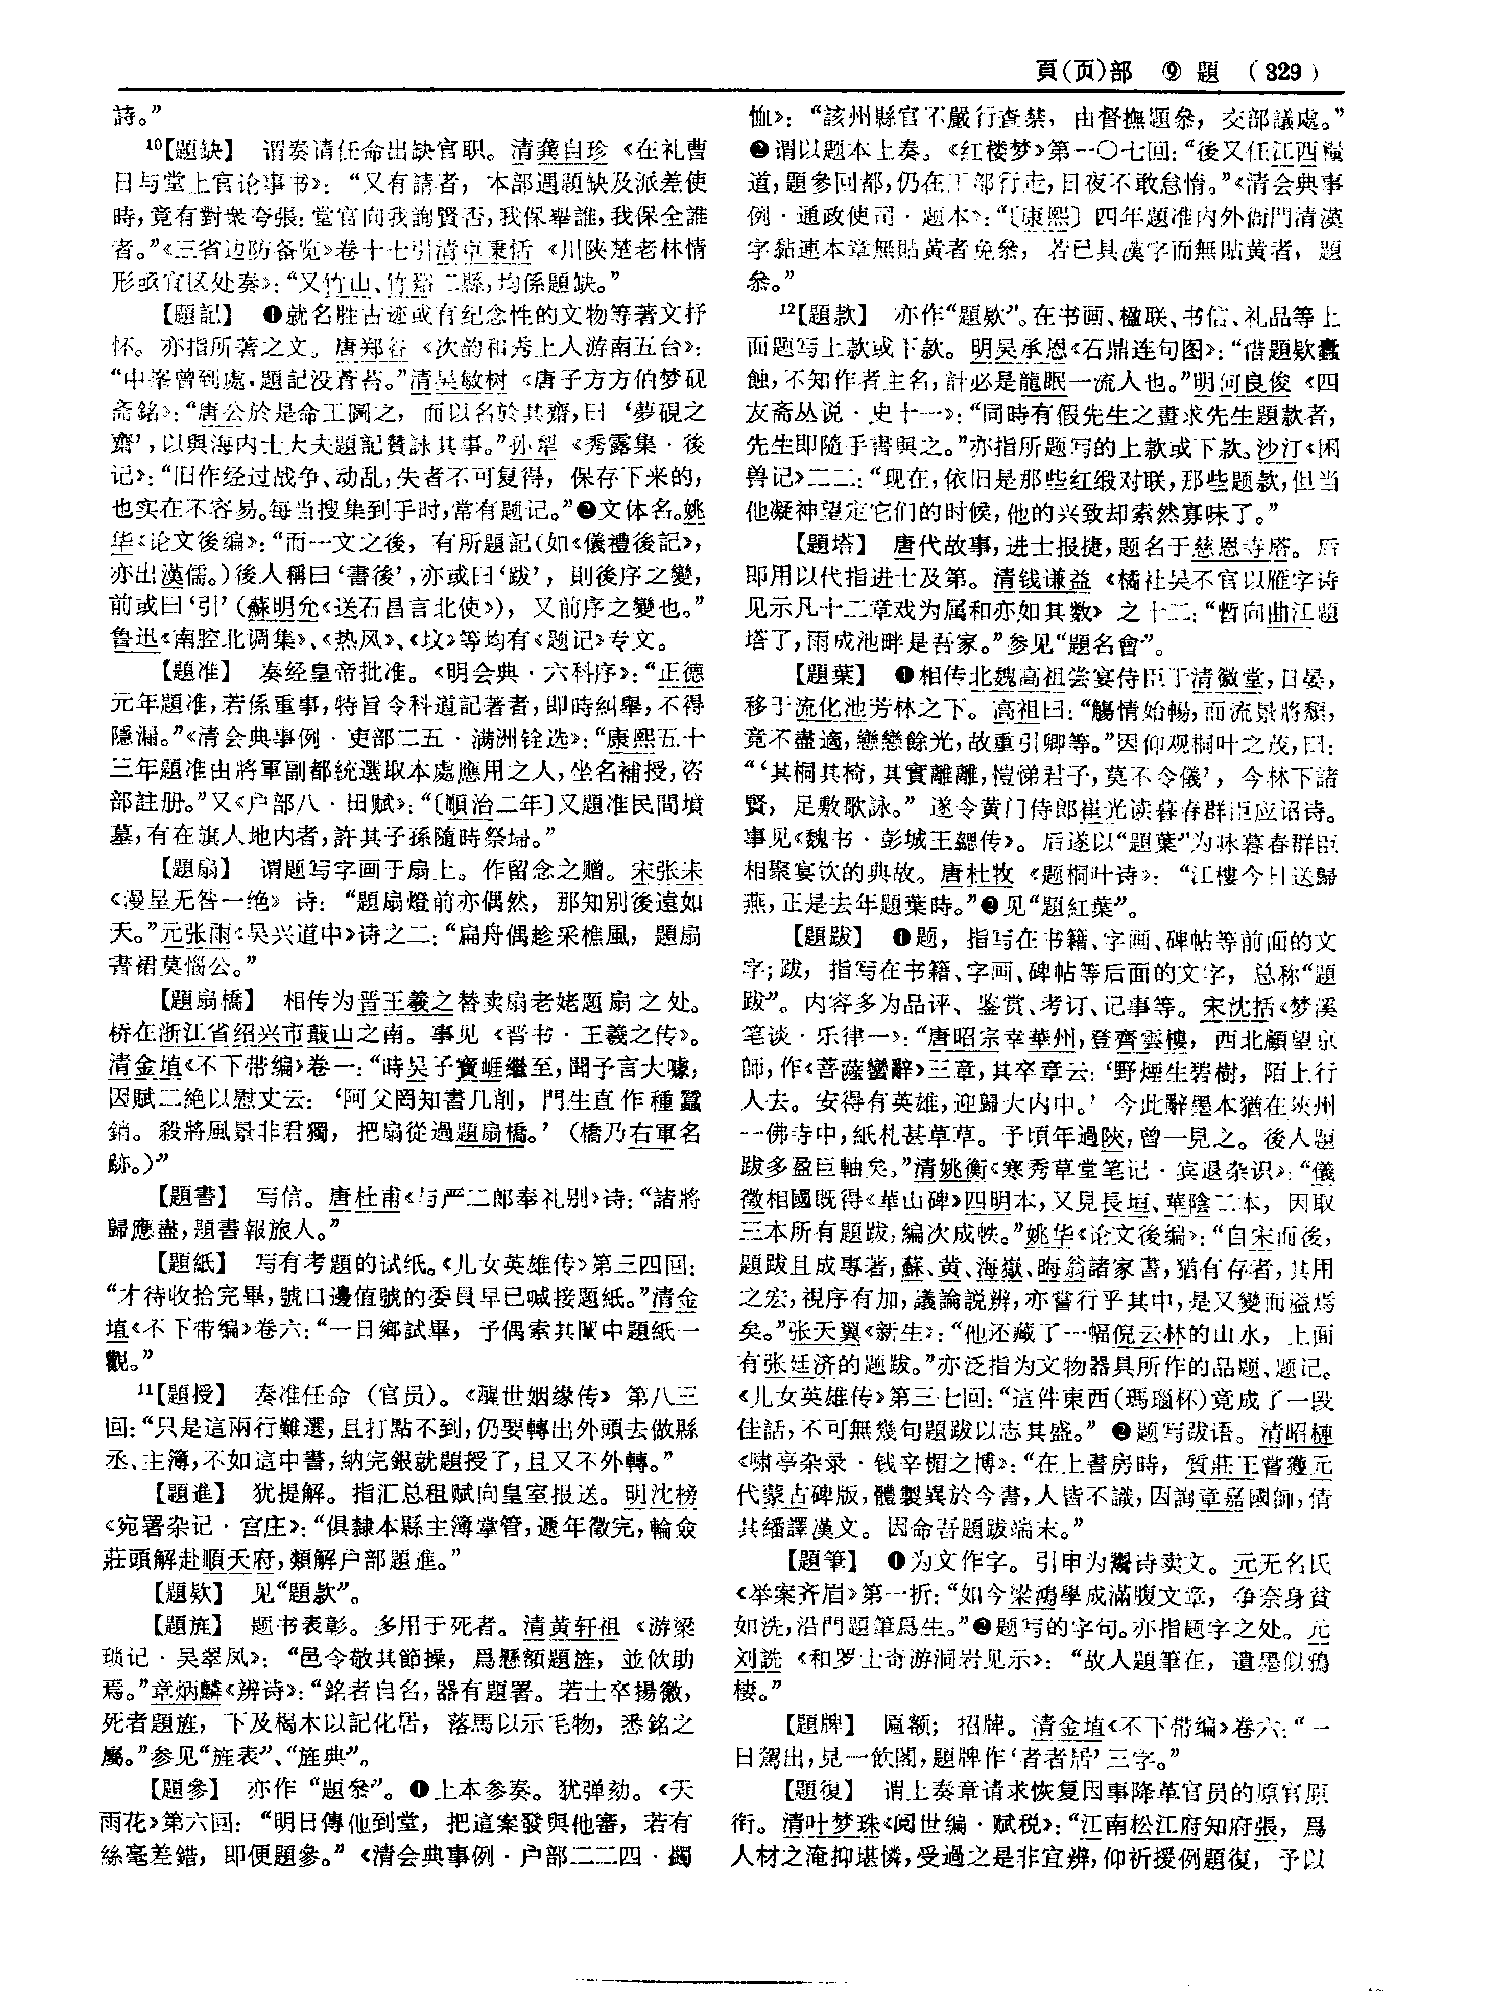 頁(页)部 ⑨ 題 (329)
詩。”
¹⁰【題缺】 谓奏请任命出缺官职。清龚自珍《在礼曹
日与堂上官论事书》：“又有請者，本部遇題缺及派差使
時，竟有對衆夸張：堂官向我詢賢否，我保舉誰，我保全誰
者。”《三省边防备览》卷十七引清卓秉恬《川陕楚老林情
形亟宜区处奏》：“又竹山、竹谿二縣，均係題缺。”
【題記】 ❶就名胜古迹或有纪念性的文物等著文抒
怀。亦指所著之文。唐郑谷《次韵和秀上人游南五台》：
“中峯曾到處，題記没蒼苔。”清吴敏树《唐子方方伯梦砚
斋铭》：“唐公於是命工圖之，而以名於其齋，曰‘夢硯之
齋’，以與海内士大夫題記贊詠其事。”孙犁《秀露集·後
记》：“旧作经过战争、动乱，失者不可复得，保存下来的，
也实在不容易。每当搜集到手时，常有题记。”❷文体名。姚
华《论文後编》：“而一文之後，有所題記（如《儀禮後記》，
亦出漢儒。）後人稱曰‘書後’，亦或曰‘跋’，則後序之變，
前或曰‘引’（蘇明允《送石昌言北使》），又前序之變也。”
鲁迅《南腔北调集》、《热风》、《坟》等均有《题记》专文。
【題准】 奏经皇帝批准。《明会典·六科序》：“正德
元年題准，若係重事，特旨令科道記著者，即時糾舉，不得
隱漏。”《清会典事例·吏部二五·满洲铨选》：“康熙五十
三年題准由將軍副都統選取本處應用之人，坐名補授，咨
部註册。”又《户部八·田赋》：“〔順治二年〕又題准民間墳
墓，有在旗人地内者，許其子孫隨時祭埽。”
【題扇】 谓题写字画于扇上。作留念之赠。宋张耒
《漫呈无咎一绝》诗：“題扇燈前亦偶然，那知別後遠如
天。”元张雨《吴兴道中》诗之二：“扁舟偶趁采樵風，題扇
書裙莫惱公。”
【題扇橋】 相传为晋王羲之替卖扇老姥题扇之处。
桥在浙江省绍兴市蕺山之南。事见《晋书·王羲之传》。
清金埴《不下带编》卷一：“時吴子寶崖繼至，聞予言大噱，
因賦二絶以慰丈云：‘阿父罔知書几削，門生直作種蠶
銷。殺將風景非君獨，把扇從過題扇橋。’（橋乃右軍名
跡。）”
【題書】 写信。唐杜甫《与严二郎奉礼别》诗：“諸將
歸應盡，題書報旅人。”
【題紙】 写有考題的试纸。《儿女英雄传》第三四回：
“才待收拾完畢，號口邊值號的委員早已喊接題紙。”清金
埴《不下带编》卷六：“一日鄉試畢，予偶索其闈中題紙一
觀。”
¹¹【題授】 奏准任命（官员）。《醒世姻缘传》第八三
回：“只是這兩行難選，且打點不到，仍要轉出外頭去做縣
丞、主簿，不如這中書，納完銀就題授了，且又不外轉。”
【題進】 犹提解。指汇总租赋向皇室报送。明沈榜
《宛署杂记·宫庄》：“俱隸本縣主簿掌管，遞年徵完，輪僉
莊頭解赴順天府，類解户部題進。”
【題欵】 见“題款”。
【題旌】 题书表彰。多用于死者。清黄轩祖《游梁
琐记·吴翠凤》：“邑令敬其節操，爲懸額題旌，並佽助
焉。”章炳麟《辨诗》：“銘者自名，器有題署。若士卒揚徽，
死者題旌，下及楬木以記化居，落馬以示毛物，悉銘之
屬。”参见“旌表”、“旌典”。
【題參】 亦作“題叅”。❶上本参奏。犹弹劾。《天
雨花》第六回：“明日傳他到堂，把這案發與他審，若有
絲毫差錯，即便題參。”《清会典事例·户部二二四·蠲
恤》：“該州縣官不嚴行查禁，由督撫題叅，交部議處。”
❷谓以題本上奏。《红楼梦》第一〇七回：“後又任江西糧
道，題參回都，仍在工部行走，日夜不敢怠惰。”《清会典事
例·通政使司·题本》：“〔康熙〕四年題准内外衙門清漢
字黏連本章無貼黄者免叅，若已具漢字而無貼黄者，題
叅。”
¹²【題款】 亦作“題欵”。在书画、楹联、书信、礼品等上
面题写上款或下款。明吴承恩《石鼎连句图》：“借題欵蠹
蝕，不知作者主名，計必是龍眠一流人也。”明何良俊《四
友斋丛说·史十一》：“同時有假先生之畫求先生題款者，
先生即隨手書與之。”亦指所题写的上款或下款。沙汀《困
兽记》二二：“现在，依旧是那些红缎对联，那些题款，但当
他凝神望定它们的时候，他的兴致却索然寡味了。”
【題塔】 唐代故事，进士报捷，题名于慈恩寺塔。后
即用以代指进士及第。清钱谦益《橘社吴不官以雁字诗
见示凡十二章戏为属和亦如其数》之十二：“暫向曲江題
塔了，雨成池畔是吾家。”参见“題名會”。
【題葉】 ❶相传北魏高祖尝宴侍臣于清徽堂，日晏，
移于流化池芳林之下。高祖曰：“觴情始暢，而流景將頹，
竟不盡適，戀戀餘光，故重引卿等。”因仰观桐叶之茂，曰：
“‘其桐其椅，其實離離，愷悌君子，莫不令儀’，今林下諸
賢，足敷歌詠。”遂令黄门侍郎崔光读暮春群臣应诏诗。
事见《魏书·彭城王勰传》。后遂以“題葉”为咏暮春群臣
相聚宴饮的典故。唐杜牧《题桐叶诗》：“江樓今日送歸
燕，正是去年題葉時。”❷见“題紅葉”。
【題跋】 ❶题，指写在书籍、字画、碑帖等前面的文
字；跋，指写在书籍、字画、碑帖等后面的文字，总称“題
跋”。内容多为品评、鉴赏、考订、记事等。宋沈括《梦溪
笔谈·乐律一》：“唐昭宗幸華州，登齊雲樓，西北顧望京
師，作《菩薩蠻辭》三章，其卒章云：‘野煙生碧樹，陌上行
人去。安得有英雄，迎歸大内中。’今此辭墨本猶在陝州
一佛寺中，紙札甚草草。予頃年過陝，曾一見之。後人題
跋多盈巨軸矣。”清姚衡《寒秀草堂笔记·宾退杂识》：“儀
徵相國既得《華山碑》四明本，又見長垣、華陰二本，因取
三本所有題跋，編次成帙。”姚华《论文後编》：“自宋而後，
題跋且成專著，蘇、黄、海嶽、晦翁諸家書，猶有存者，其用
之宏，視序有加，議論説辨，亦嘗行乎其中，是又變而溢焉
矣。”张天翼《新生》：“他还藏了一幅倪云林的山水，上面
有张廷济的题跋。”亦泛指为文物器具所作的品题、题记。
《儿女英雄传》第三七回：“這件東西（瑪瑙杯）竟成了一段
佳話，不可無幾句題跋以志其盛。”❷题写跋语。清昭梿
《啸亭杂录·钱辛楣之博》：“在上書房時，質莊王嘗獲元
代蒙古碑版，體製異於今書，人皆不識，因詢章嘉國師，倩
其繙譯漢文。因命吾題跋端末。”
【題筆】 ❶为文作字。引申为鬻诗卖文。元无名氏
《举案齐眉》第一折：“如今梁鴻學成滿腹文章，争奈身貧
如洗，沿門題筆爲生。”❷题写的字句。亦指题字之处。元
刘诜《和罗士奇游洞岩见示》：“故人題筆在，遺墨似鴉
棲。”
【題牌】 匾额；招牌。清金埴《不下带编》卷六：“一
日駕出，見一飲閣，題牌作‘者者居’三字。”
【題復】 谓上奏章请求恢复因事降革官员的原官原
衔。清叶梦珠《阅世编·赋税》：“江南松江府知府張，爲
人材之淹抑堪憐，受過之是非宜辨，仰祈援例題復，予以